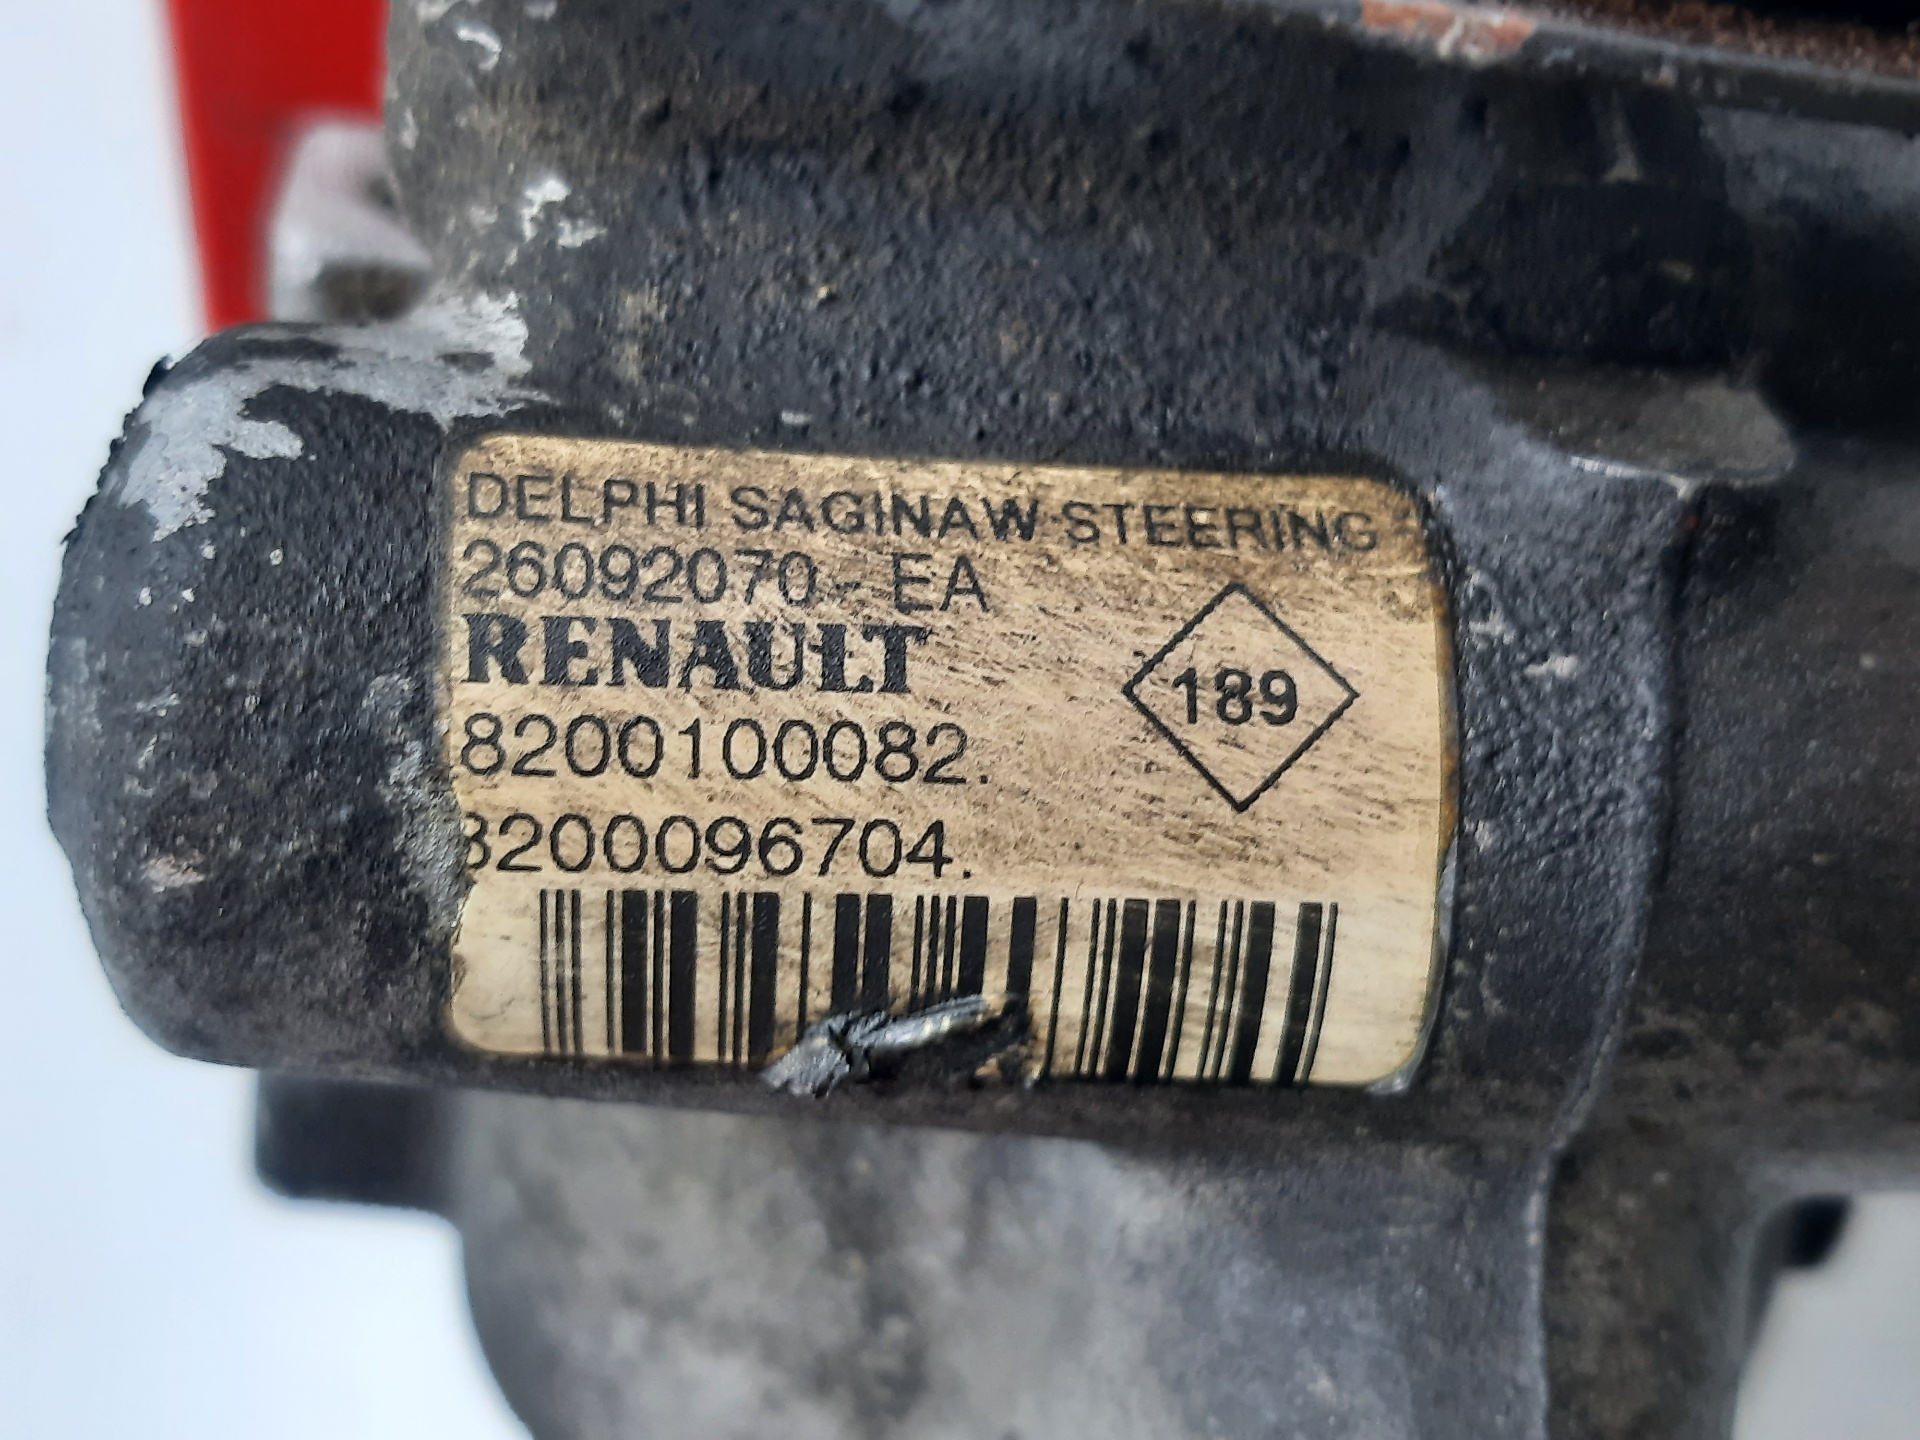 DELPHI SAGINAW STEERING
26092070 - EA
RENAULT
189
8200100082.
8200096704.